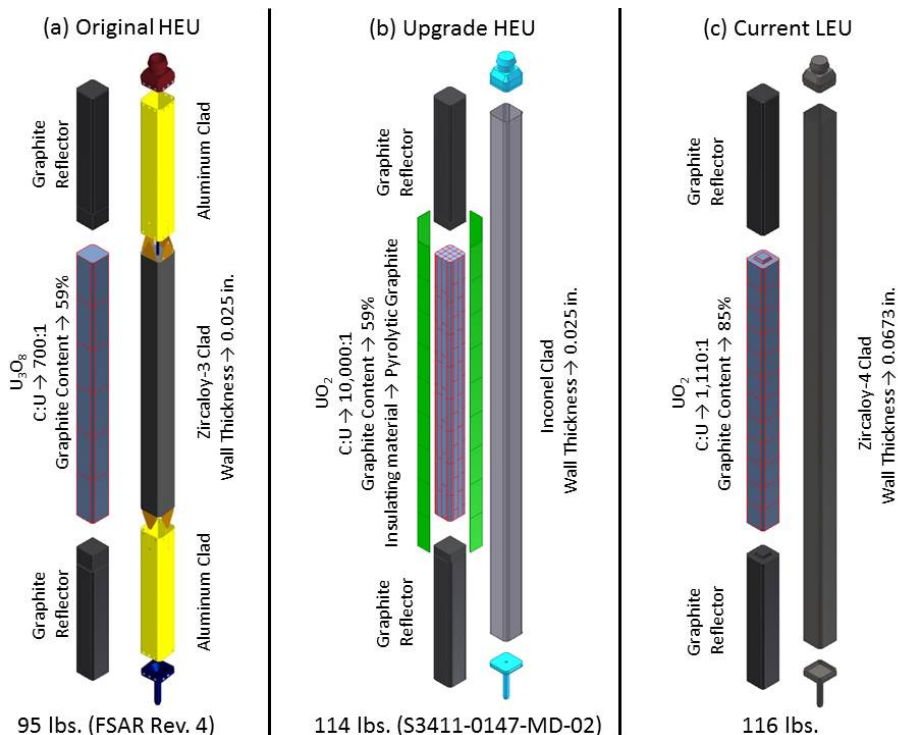 (a) Original HEU
Graphite
Reflector
Aluminum Clad
U₃O₈
C:U → 700:1
Graphite Content → 59%
Zircaloy-3 Clad
Wall Thickness → 0.025 in.
Graphite
Reflector
Aluminum Clad
95 lbs. (FSAR Rev. 4)
(b) Upgrade HEU
Graphite
Reflector
UO₂
C:U → 10,000:1
Graphite Content → 59%
Insulating material → Pyrolytic Graphite
Inconel Clad
Wall Thickness → 0.025 in.
Graphite
Reflector
114 lbs. (S3411-0147-MD-02)
(c) Current LEU
Graphite
Reflector
UO₂
C:U → 1,110:1
Graphite Content → 85%
Zircaloy-4 Clad
Wall Thickness → 0.0673 in.
Graphite
Reflector
116 lbs.